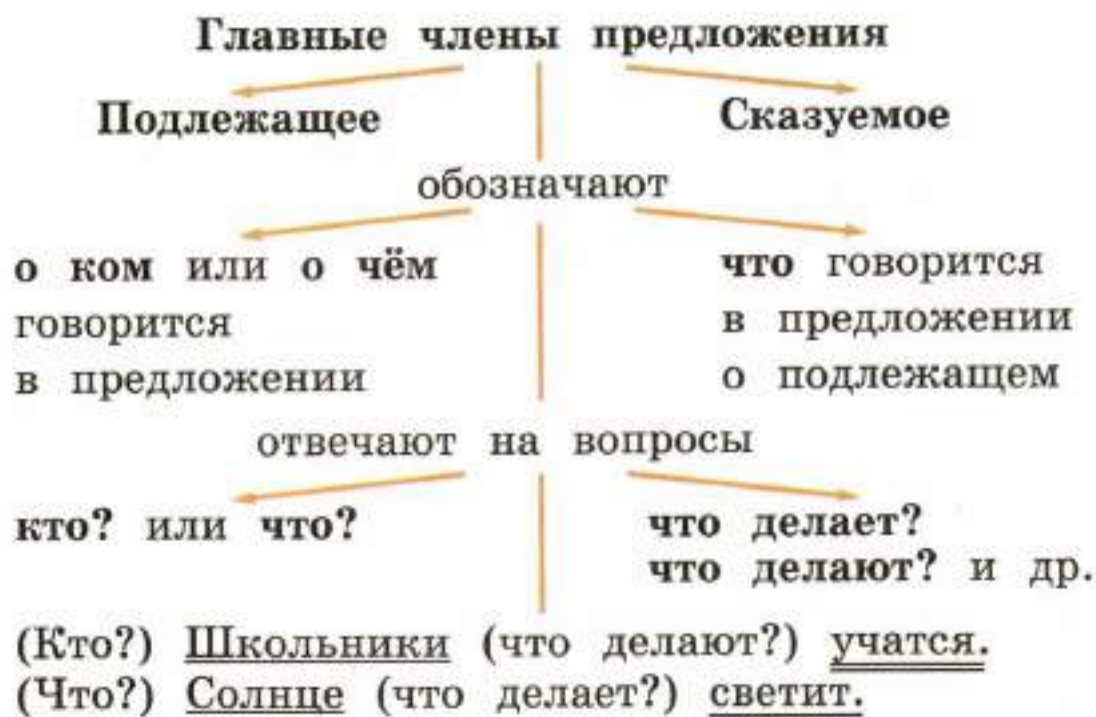 Главные члены предложения
Подлежащее Сказуемое
обозначают
о ком или о чём
говорится
в предложении
что говорится
в предложении
о подлежащем
отвечают на вопросы
кто? или что?
что делает?
что делают? и др.
(Кто?) Школьники (что делают?) учатся.
(Что?) Солнце (что делает?) светит.